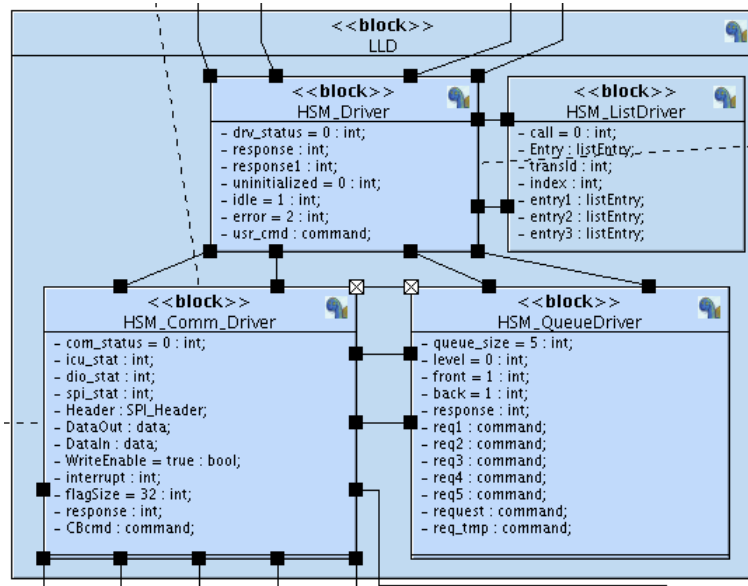 <<block>>
LLD
<<block>>
HSM_Driver
- drv_status = 0 : int;
- response : int;
- response1 : int;
- uninitialized = 0 : int;
- idle = 1 : int;
- error = 2 : int;
- usr_cmd : command;
<<block>>
HSM_ListDriver
- call = 0 : int;
- Entry : listEntry;
- transId : int;
- index : int;
- entry1 : listEntry;
- entry2 : listEntry;
- entry3 : listEntry;
<<block>>
HSM_Comm_Driver
- com_status = 0 : int;
- icu_stat : int;
- dio_stat : int;
- spi_stat : int;
- Header : SPI_Header;
- DataOut : data;
- DataIn : data;
- WriteEnable = true : bool;
- interrupt : int;
- flagSize = 32 : int;
- response : int;
- CBcmd : command;
<<block>>
HSM_QueueDriver
- queue_size = 5 : int;
- level = 0 : int;
- front = 1 : int;
- back = 1 : int;
- response : int;
- req1 : command;
- req2 : command;
- req3 : command;
- req4 : command;
- req5 : command;
- request : command;
- req_tmp : command;